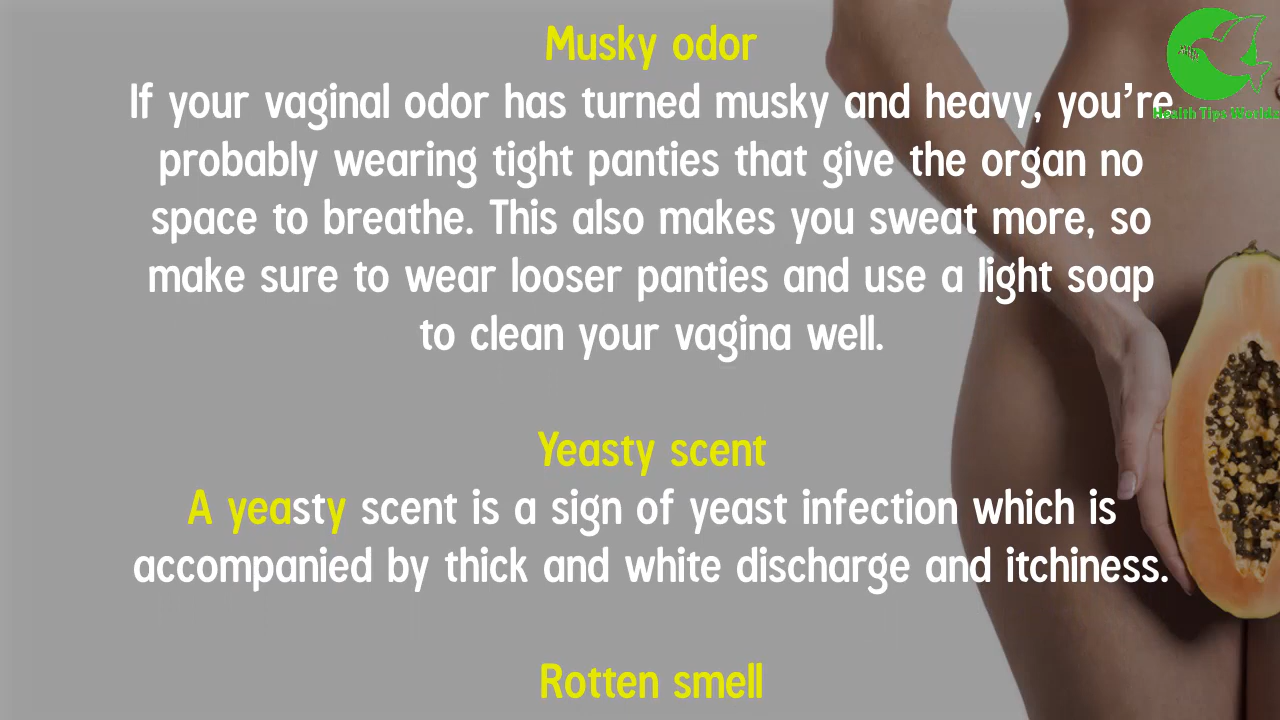 Musky odor
If your vaginal odor has turned musky and heavy, you're
probably wearing tight panties that give the organ no
space to breathe. This also makes you sweat more, so
make sure to wear looser panties and use a light soap
to clean your vagina well.
Yeasty scent
A yeasty scent is a sign of yeast infection which is
accompanied by thick and white discharge and itchiness.
Rotten smell
Health Tips Worlds